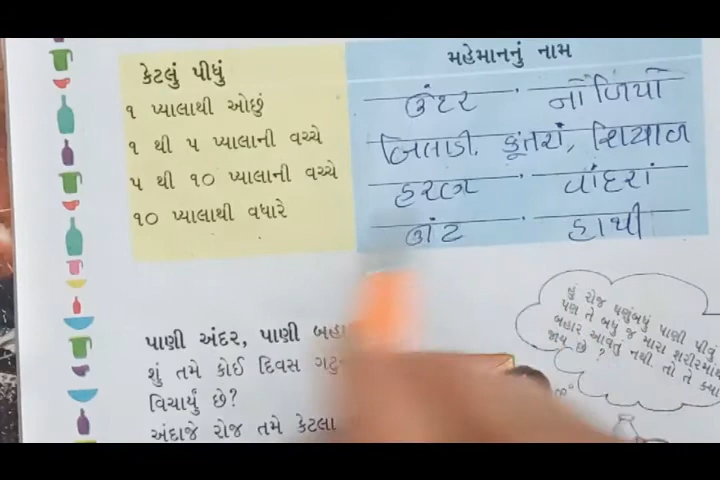 કેટલું પીધું મહેમાનનું નામ
૧ પ્યાલાથી ઓછું ઉંદર . નોળિયો
૧ થી ૫ પ્યાલાની વચ્ચે બિલાડી, કૂતરાં, શિયાળ
૫ થી ૧૦ પ્યાલાની વચ્ચે હરણ . વાંદરાં
૧૦ પ્યાલાથી વધારે ઊંટ . હાથી
હું રોજ ઘણુંબધું પાણી પીવું
પણ તે બધું જ મારા શરીરમાંથી
બહાર આવતું નથી. તો તે ક્યાં
જાય છે ?
પાણી અંદર, પાણી
શું તમે કોઈ દિવસ
વિચાર્યું છે?
અંદાજે રોજ તમે કેટલા